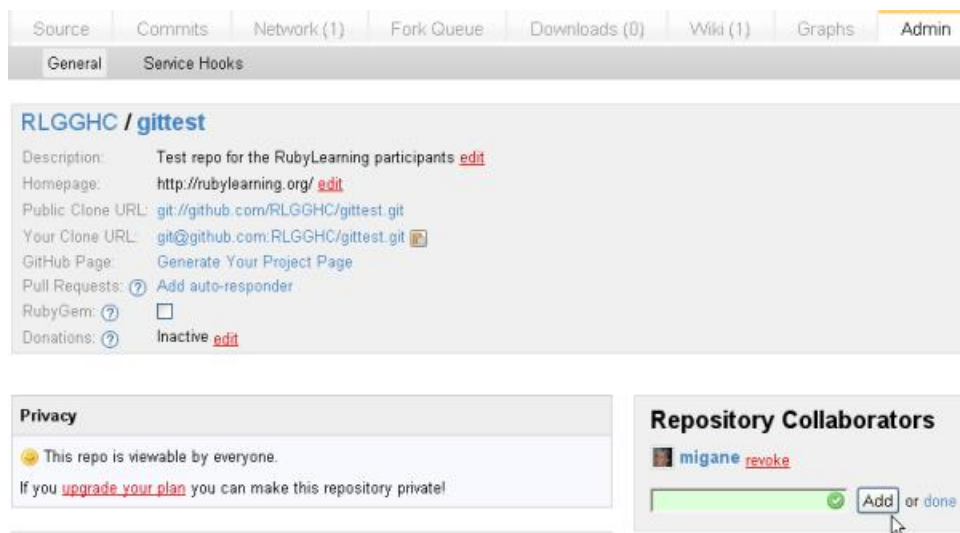 Source Commits Network (1) Fork Queue Downloads (0) Wiki (1) Graphs Admin
General Service Hooks
RLGGHC / gittest
Description: Test repo for the RubyLearning participants edit
Homepage: http://rubylearning.org/ edit
Public Clone URL: git://github.com/RLGGHC/gittest.git
Your Clone URL: git@github.com:RLGGHC/gittest.git
GitHub Page: Generate Your Project Page
Pull Requests: (?) Add auto-responder
RubyGem: (?)
Donations: (?) Inactive edit
Privacy
This repo is viewable by everyone.
If you upgrade your plan you can make this repository private!
Repository Collaborators
migane revoke
Add or done